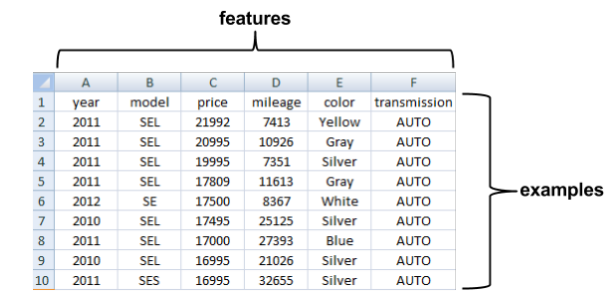 features
A B C D E F
1 year model price mileage color transmission
2 2011 SEL 21992 7413 Yellow AUTO
3 2011 SEL 20995 10926 Gray AUTO
4 2011 SEL 19995 7351 Silver AUTO
5 2011 SEL 17809 11613 Gray AUTO
6 2012 SE 17500 8367 White AUTO
7 2010 SEL 17495 25125 Silver AUTO
8 2011 SEL 17000 27393 Blue AUTO
9 2010 SEL 16995 21026 Silver AUTO
10 2011 SES 16995 32655 Silver AUTO
examples